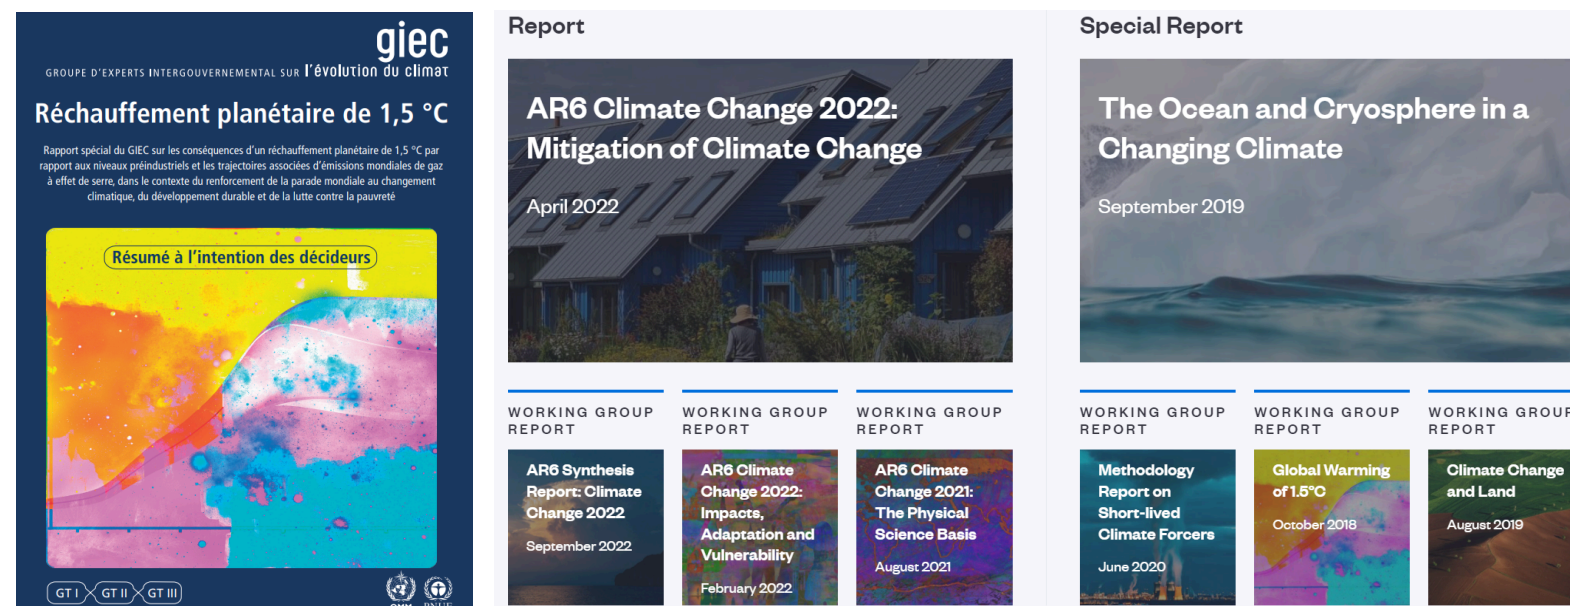 giec
GROUPE D'EXPERTS INTERGOUVERNEMENTAL SUR l'évolution du climat
Réchauffement planétaire de 1,5 °C
Rapport spécial du GIEC sur les conséquences d'un réchauffement planétaire de 1,5 °C par
rapport aux niveaux préindustriels et les trajectoires associées d'émissions mondiales de gaz
à effet de serre, dans le contexte du renforcement de la parade mondiale au changement
climatique, du développement durable et de la lutte contre la pauvreté
Résumé à l'intention des décideurs
GT I GT II GT III
OMM PNUE
Report
AR6 Climate Change 2022:
Mitigation of Climate Change
April 2022
WORKING GROUP
REPORT
AR6 Synthesis
Report: Climate
Change 2022
September 2022
WORKING GROUP
REPORT
AR6 Climate
Change 2022:
Impacts,
Adaptation and
Vulnerability
February 2022
WORKING GROUP
REPORT
AR6 Climate
Change 2021:
The Physical
Science Basis
August 2021
Special Report
The Ocean and Cryosphere in a
Changing Climate
September 2019
WORKING GROUP
REPORT
Methodology
Report on
Short-lived
Climate Forcers
June 2020
WORKING GROUP
REPORT
Global Warming
of 1.5°C
October 2018
WORKING GROUP
REPORT
Climate Change
and Land
August 2019